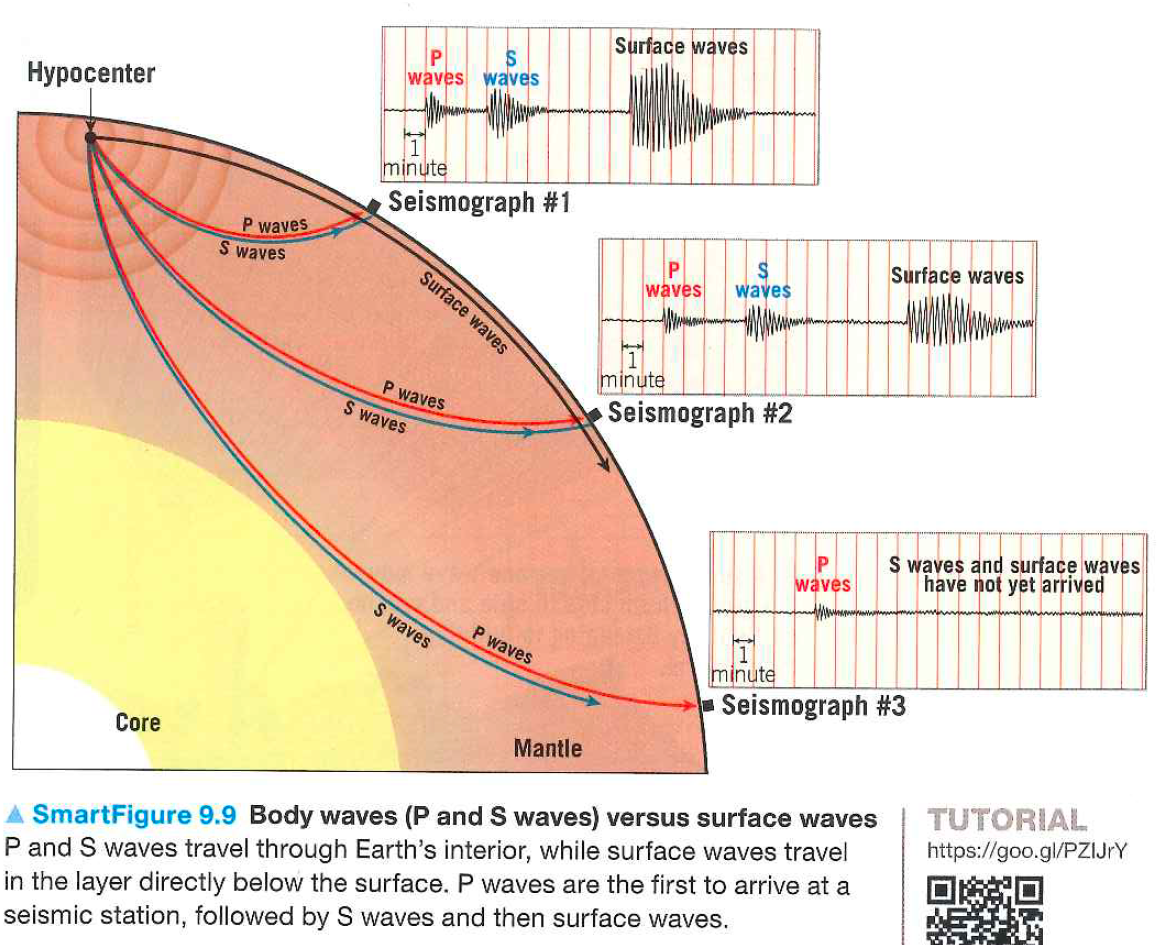 Hypocenter
P waves
S waves
Surface waves
1
minute
Seismograph #1
P waves
S waves
Surface waves
P
waves
S
waves
Surface waves
1
minute
Seismograph #2
P waves
S waves
P
waves
S waves and surface waves
have not yet arrived
1
minute
Seismograph #3
S waves
P waves
Core
Mantle
P
waves
S
waves
Surface waves
▲ SmartFigure 9.9 Body waves (P and S waves) versus surface waves
P and S waves travel through Earth's interior, while surface waves travel
in the layer directly below the surface. P waves are the first to arrive at a
seismic station, followed by S waves and then surface waves.
TUTORIAL
https://goo.gl/PZIJrY